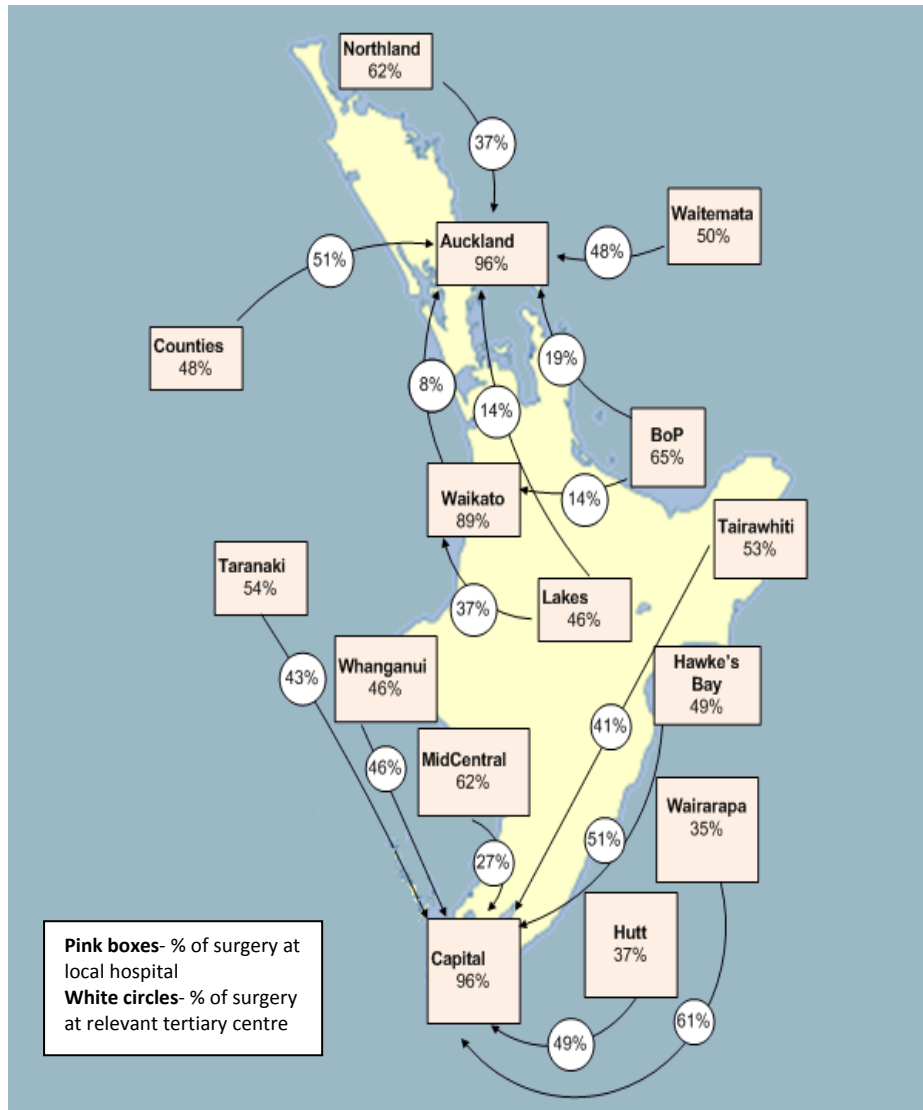 Northland
62%
37%
Waitemata
50%
Auckland
96%
48%
51%
Counties
48%
19%
8%
14%
BoP
65%
Waikato
89%
14%
Tairawhiti
53%
Taranaki
54%
Lakes
46%
37%
Hawke's
Bay
49%
Whanganui
46%
43%
41%
MidCentral
62%
46%
Wairarapa
35%
51%
27%
Hutt
37%
Capital
96%
61%
49%
Pink boxes- % of surgery at
local hospital
White circles- % of surgery
at relevant tertiary centre